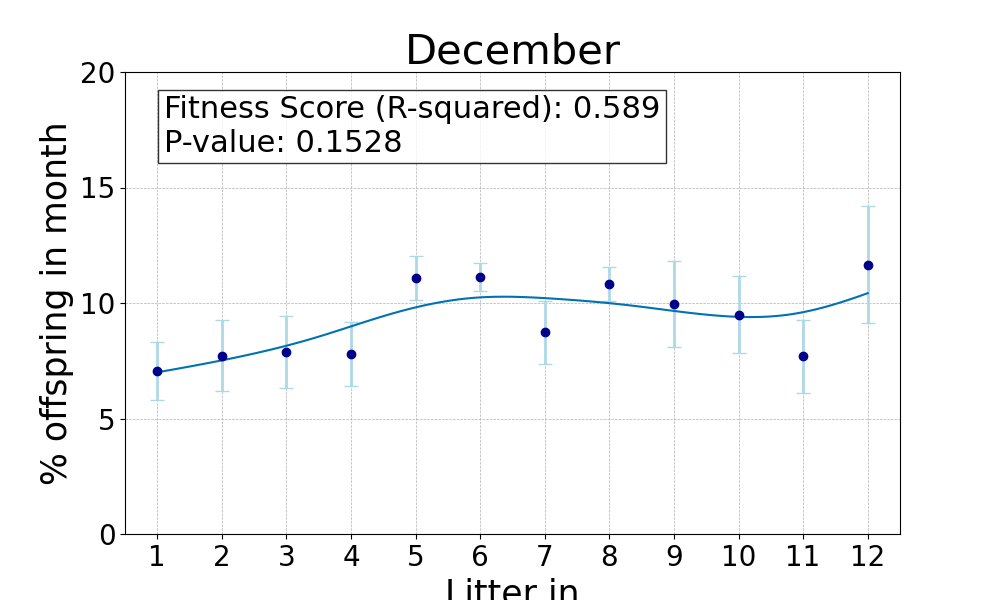 December
Fitness Score (R-squared): 0.589
P-value: 0.1528
% offspring in month
20
15
10
5
0
1 2 3 4 5 6 7 8 9 10 11 12
Litter in